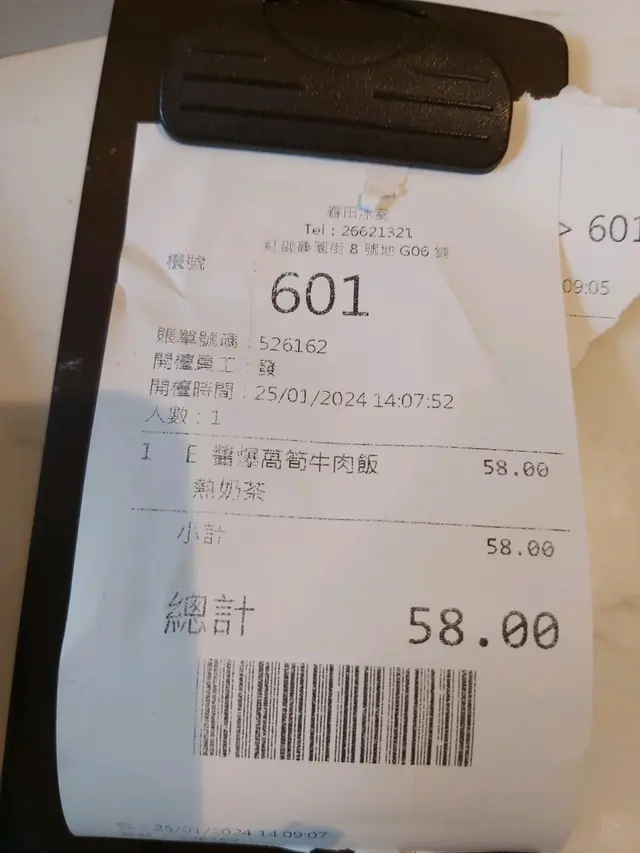 春田冰室
Tel : 26621321
紅磡鶴園街 8 號地 G06 鋪
檯號 :
601
賬單號碼 : 526162
開檯員工 : 發
開檯時間 : 25/01/2024 14:07:52
人數 : 1
1 E 醬爆萬筍牛肉飯 58.00
熱奶茶
小計 58.00
總計 58.00
25/01/2024 14:09:07
> 601
09:05